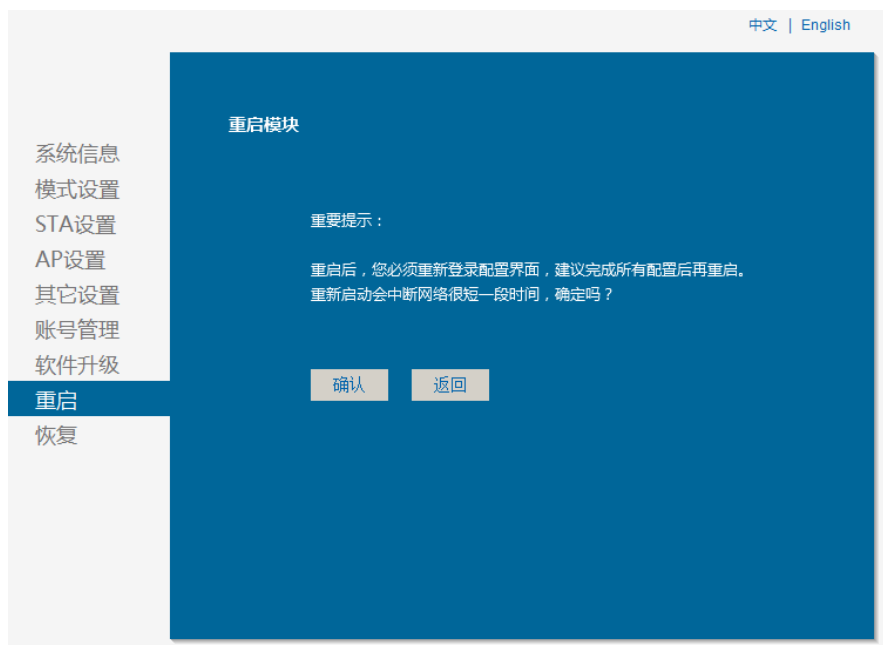 中文 | English
重启模块
系统信息
模式设置
STA设置
AP设置
其它设置
账号管理
软件升级
重启
恢复
重要提示：
重启后，您必须重新登录配置界面，建议完成所有配置后再重启。
重新启动会中断网络很短一段时间，确定吗？
确认 返回